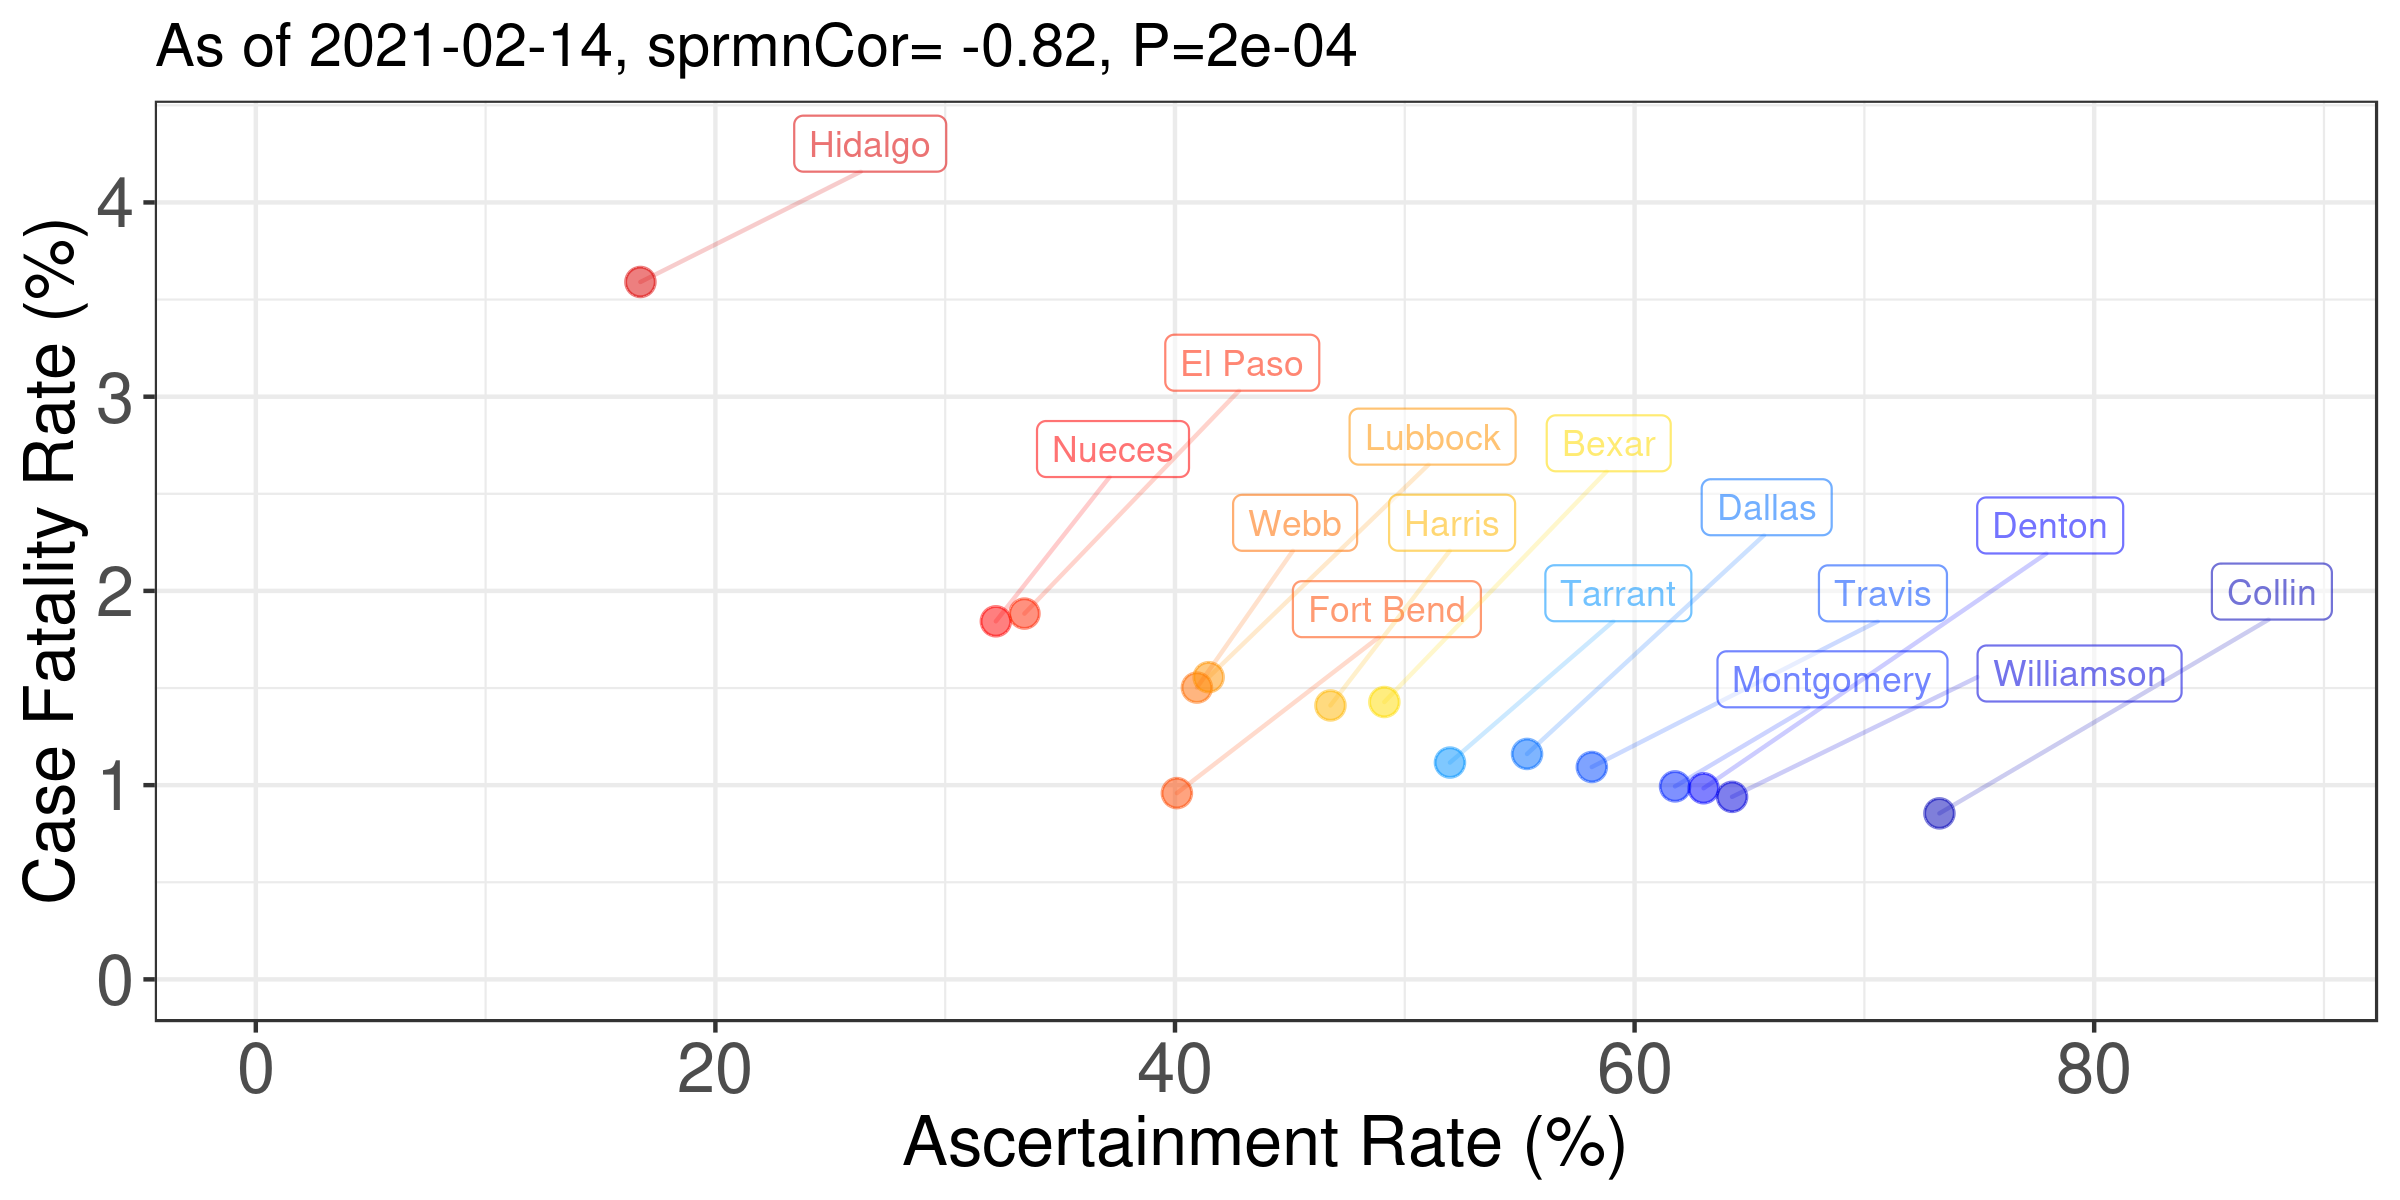 As of 2021-02-14, sprmnCor= -0.82, P=2e-04
Case Fatality Rate (%)
4
3
2
1
0
Hidalgo
El Paso
Nueces
Lubbock
Bexar
Webb
Harris
Dallas
Denton
Fort Bend
Tarrant
Travis
Collin
Montgomery
Williamson
0 20 40 60 80
Ascertainment Rate (%)